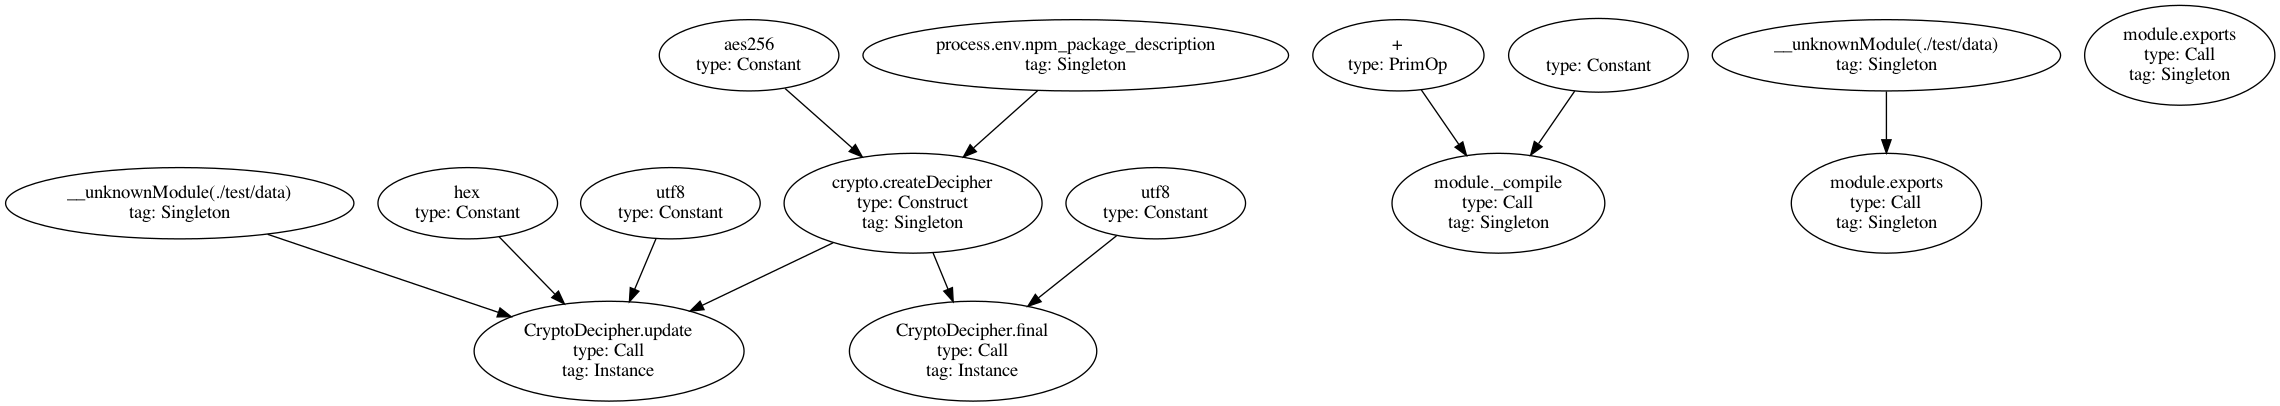 aes256
type: Constant
process.env.npm_package_description
tag: Singleton
+
type: PrimOp
type: Constant
__unknownModule(./test/data)
tag: Singleton
module.exports
type: Call
tag: Singleton
__unknownModule(./test/data)
tag: Singleton
hex
type: Constant
utf8
type: Constant
crypto.createDecipher
type: Construct
tag: Singleton
utf8
type: Constant
module._compile
type: Call
tag: Singleton
module.exports
type: Call
tag: Singleton
CryptoDecipher.update
type: Call
tag: Instance
CryptoDecipher.final
type: Call
tag: Instance